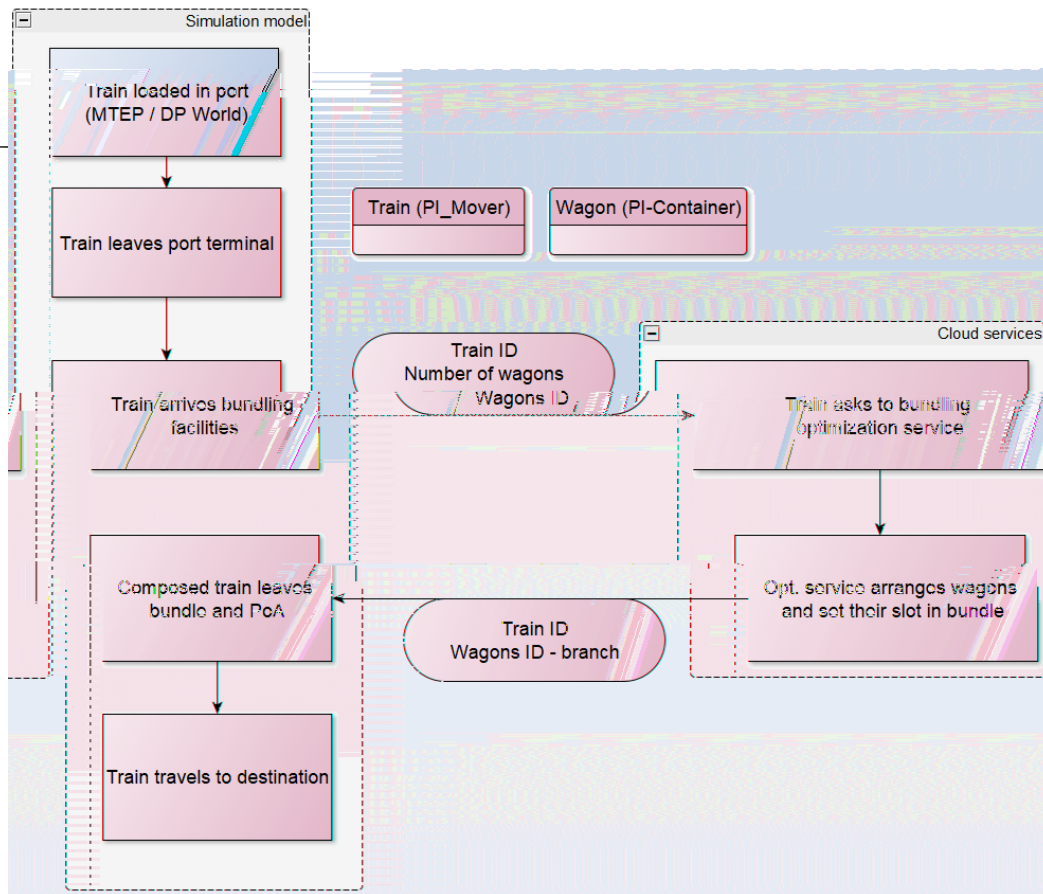 Simulation model
Train loaded in port
(MTEP / DP World)
Train leaves port terminal
Train (PI_Mover)
Wagon (PI-Container)
Cloud services
Train ID
Number of wagons
Wagons ID
Train arrives bundling
facilities
Train asks to bundling
optimization service
Composed train leaves
bundle and PoA
Opt. service arranges wagons
and set their slot in bundle
Train ID
Wagons ID - branch
Train travels to destination